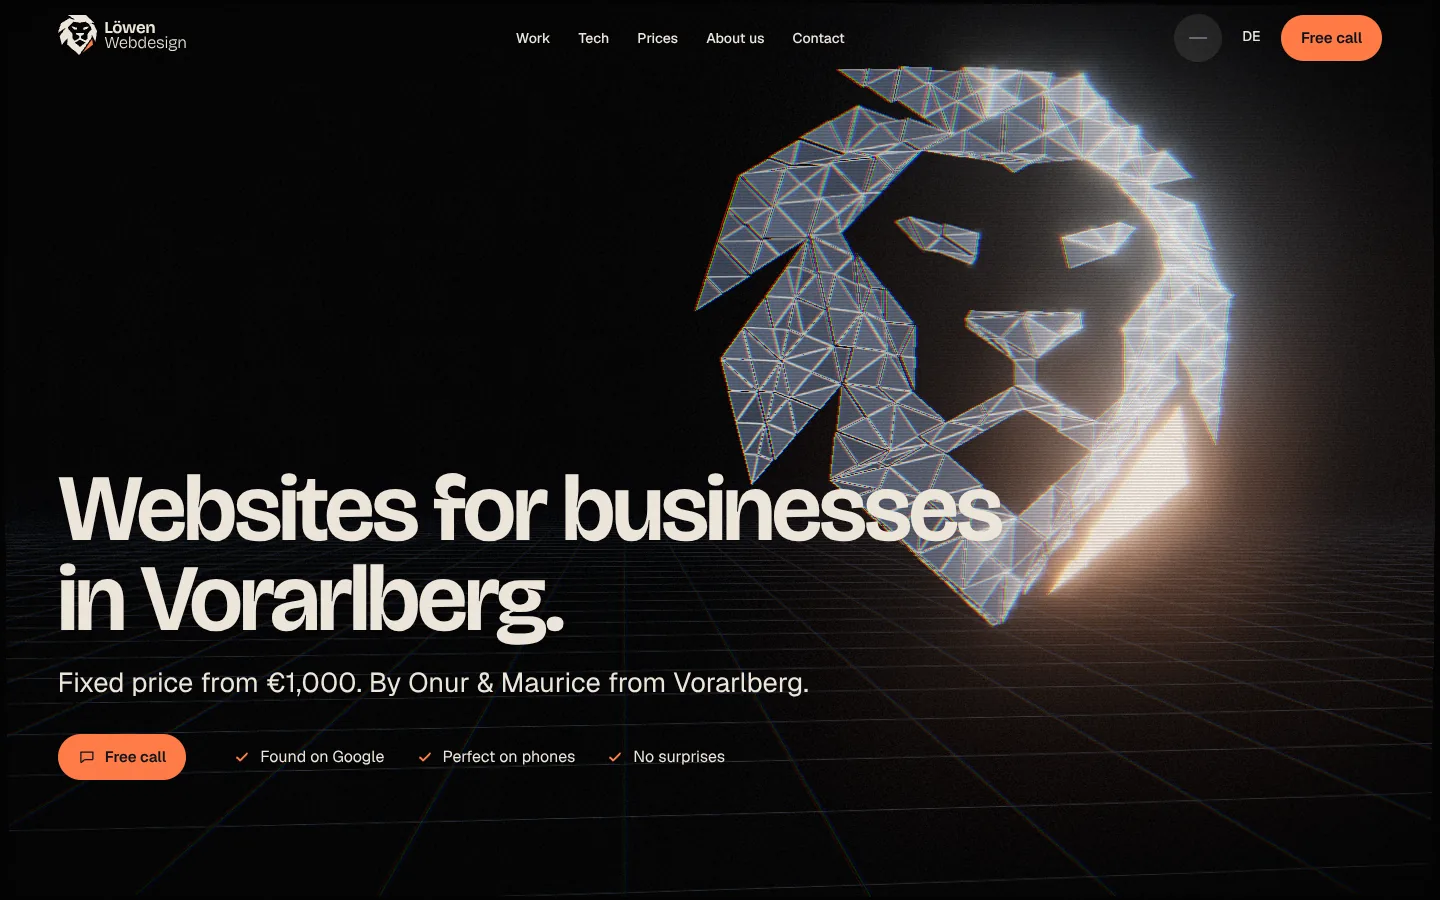 Löwen
Webdesign
Work
Tech
Prices
About us
Contact
DE
Free call
Websites for businesses
in Vorarlberg.
Fixed price from €1,000. By Onur & Maurice from Vorarlberg.
Free call
Found on Google
Perfect on phones
No surprises